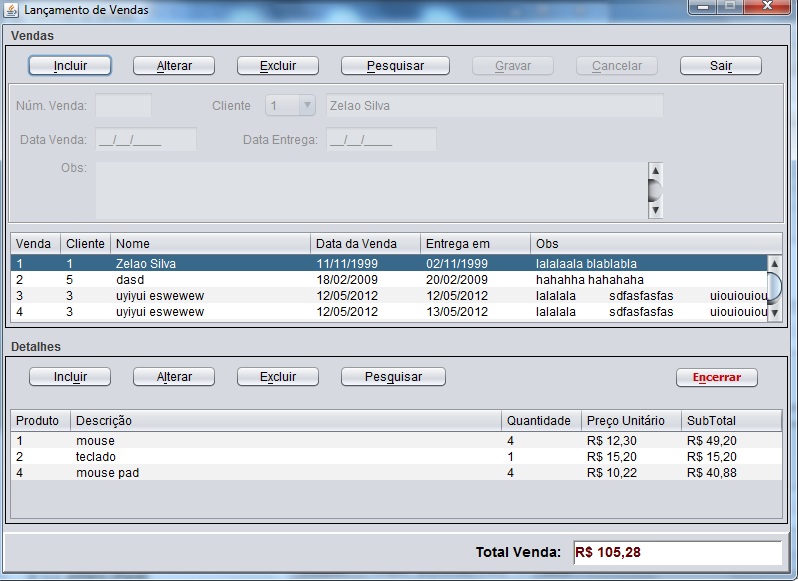 Lançamento de Vendas
Vendas
Incluir Alterar Excluir Pesquisar Gravar Cancelar Sair
Núm. Venda: Cliente 1 Zelao Silva
Data Venda: __/__/____ Data Entrega: __/__/____
Obs:
Venda Cliente Nome Data da Venda Entrega em Obs
1 1 Zelao Silva 11/11/1999 02/11/1999 lalalaala blablabla
2 5 dasd 18/02/2009 20/02/2009 hahahha hahahaha
3 3 uyiyui eswewew 12/05/2012 12/05/2012 lalalala sdfasfasfas uiouiouiou
4 3 uyiyui eswewew 12/05/2012 13/05/2012 lalalala sdfasfasfas uiouiouiou
Detalhes
Incluir Alterar Excluir Pesquisar Encerrar
Produto Descrição Quantidade Preço Unitário SubTotal
1 mouse 4 R$ 12,30 R$ 49,20
2 teclado 1 R$ 15,20 R$ 15,20
4 mouse pad 4 R$ 10,22 R$ 40,88
Total Venda: R$ 105,28